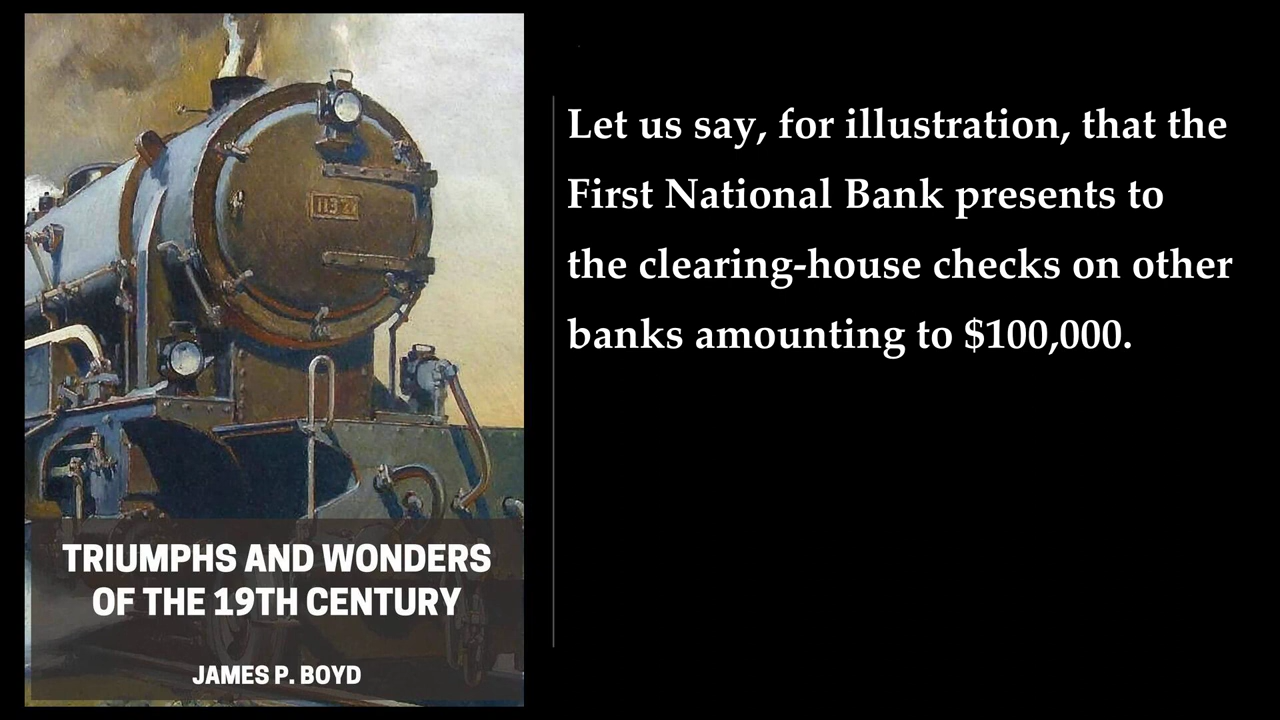 TRIUMPHS AND WONDERS
OF THE 19TH CENTURY
JAMES P. BOYD
Let us say, for illustration, that the
First National Bank presents to
the clearing-house checks on other
banks amounting to $100,000.